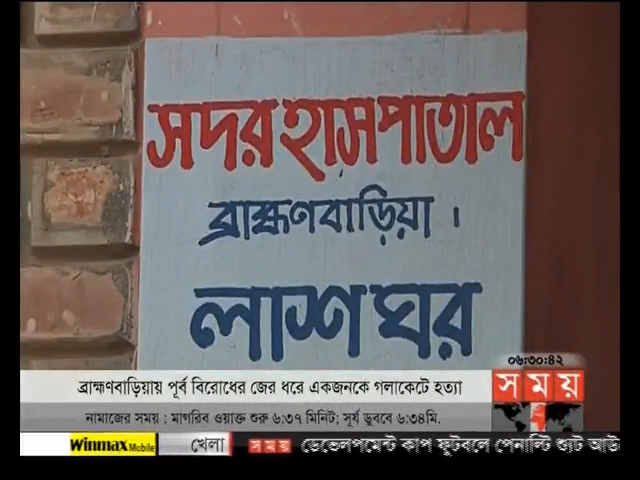 সদর হাসপাতাল
ব্রাহ্মণবাড়িয়া ।
লাশ ঘর
০৬:৩০:৪২
ব্রাহ্মণবাড়িয়ায় পূর্ব বিরোধের জের ধরে একজনকে গলাকেটে হত্যা
সময়
নামাজের সময় : মাগরিব ওয়াক্ত শুরু ৬:৩৭ মিনিট; সূর্য ডুববে ৬:৩৪মি.
Winmax Mobile খেলা সময় ডেভেলপমেন্ট কাপ ফুটবলে পেনাল্টি শ্যুট আউ